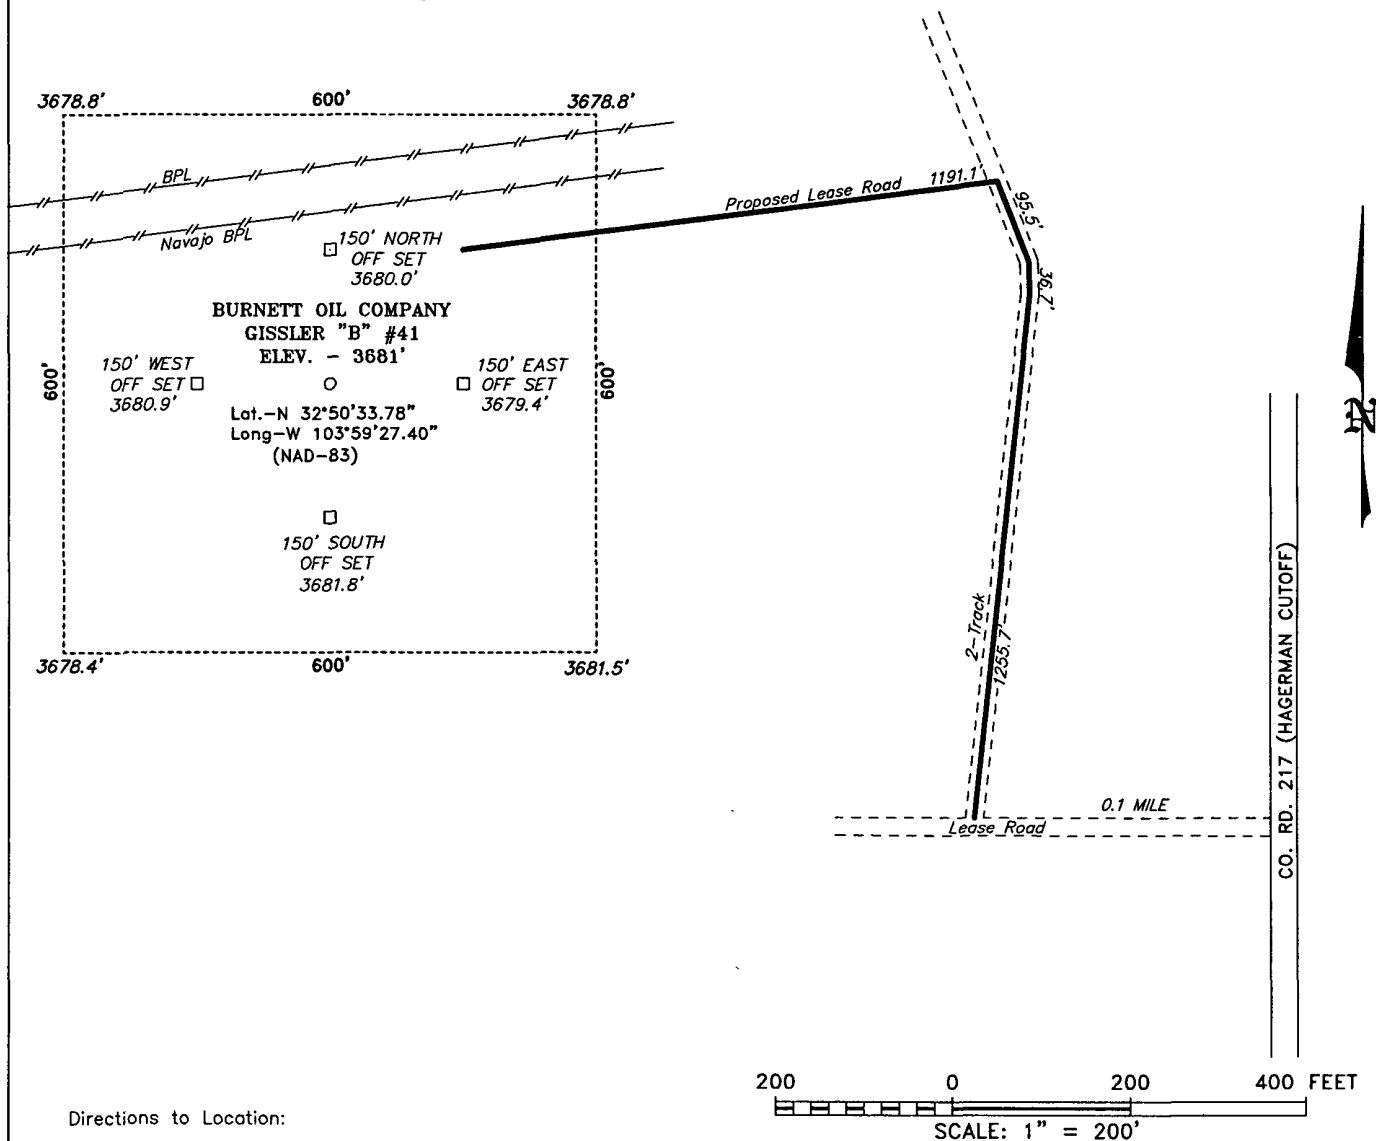 3678.8' 600' 3678.8'
BPL
Navajo BPL
Proposed Lease Road 1191.1'
95.5'
36.7'
150' NORTH
OFF SET
3680.0'
BURNETT OIL COMPANY
GISSLER "B" #41
ELEV. - 3681'
600'
150' WEST
OFF SET
3680.9'
150' EAST
OFF SET
3679.4'
600'
Lat.-N 32°50'33.78"
Long-W 103°59'27.40"
(NAD-83)
150' SOUTH
OFF SET
3681.8'
3678.4' 600' 3681.5'
N
2-Track
1255.7'
CO. RD. 217 (HAGERMAN CUTOFF)
0.1 MILE
Lease Road
200 0 200 400 FEET
SCALE: 1" = 200'
Directions to Location: